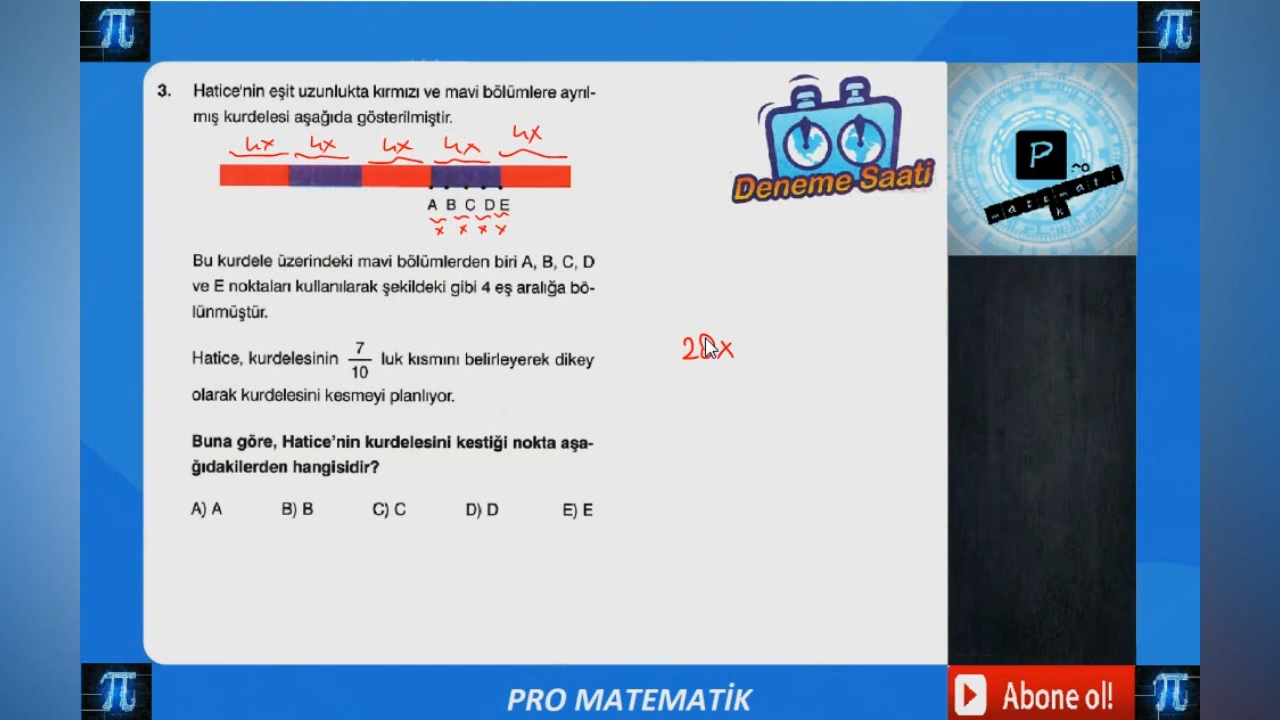 3. Hatice'nin eşit uzunlukta kırmızı ve mavi bölümlere ayrıl-
mış kurdelesi aşağıda gösterilmiştir.
4x 4x 4x 4x 4x
A B C D E
x x x x
Bu kurdele üzerindeki mavi bölümlerden biri A, B, C, D
ve E noktaları kullanılarak şekildeki gibi 4 eş aralığa bö-
lünmüştür.
Hatice, kurdelesinin 7/10 luk kısmını belirleyerek dikey
olarak kurdelesini kesmeyi planlıyor.
Buna göre, Hatice'nin kurdelesini kestiği nokta aşa-
ğıdakilerden hangisidir?
A) A B) B C) C D) D E) E
Deneme Saati
20x
P
matematik
π
π
π
π
PRO MATEMATİK
Abone ol!